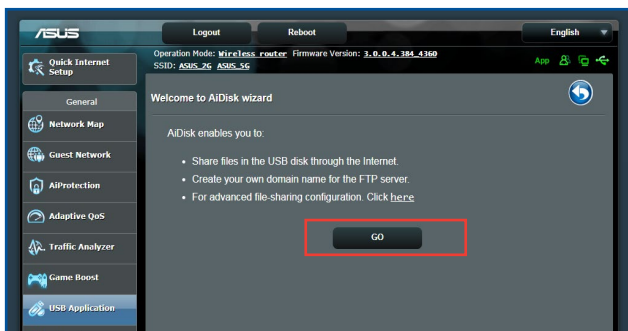 ASUS
Logout
Reboot
English
Quick Internet
Setup
Operation Mode: Wireless router Firmware Version: 3.0.0.4.384_4360
SSID: ASUS_2G ASUS_5G
App
General
Network Map
Guest Network
AiProtection
Adaptive QoS
Traffic Analyzer
Game Boost
USB Application
Welcome to AiDisk wizard
AiDisk enables you to:
• Share files in the USB disk through the Internet.
• Create your own domain name for the FTP server.
• For advanced file-sharing configuration. Click here
GO